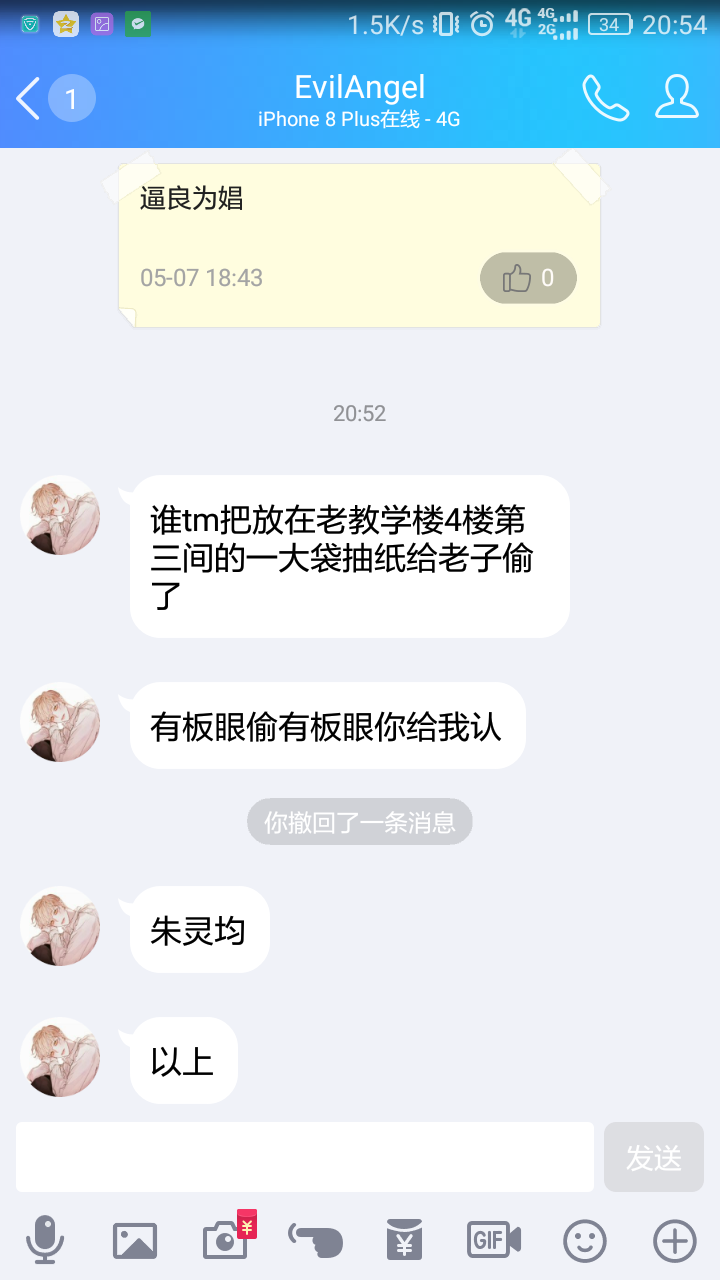 1.5K/s 4G 4G 2G 34 20:54
1
EvilAngel
iPhone 8 Plus在线 - 4G
逼良为娼
05-07 18:43
0
20:52
谁tm把放在老教学楼4楼第
三间的一大袋抽纸给老子偷
了
有板眼偷有板眼你给我认
你撤回了一条消息
朱灵均
以上
发送
¥
¥
GIF